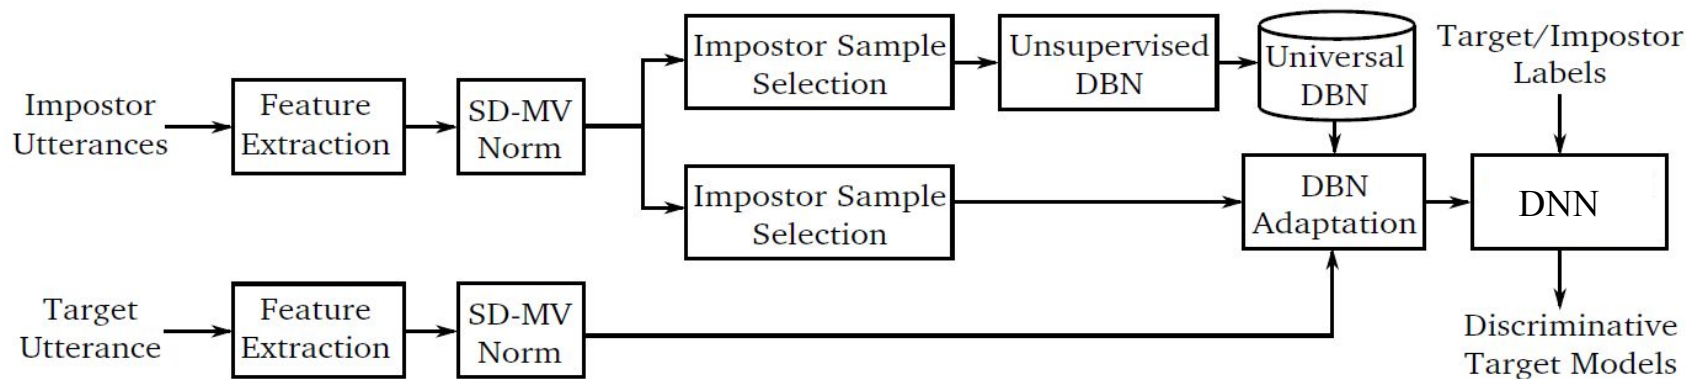 Impostor
Utterances
Feature
Extraction
SD-MV
Norm
Impostor Sample
Selection
Unsupervised
DBN
Universal
DBN
Target/Impostor
Labels
Impostor Sample
Selection
DBN
Adaptation
DNN
Target
Utterance
Feature
Extraction
SD-MV
Norm
Discriminative
Target Models